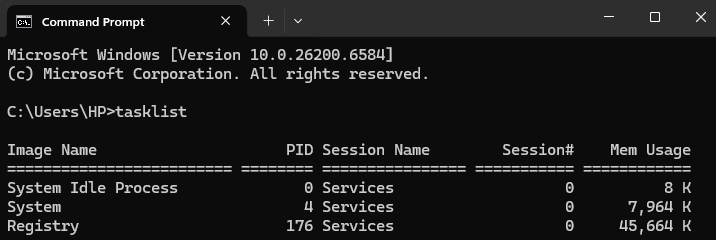 Command Prompt
Microsoft Windows [Version 10.0.26200.6584]
(c) Microsoft Corporation. All rights reserved.
C:\Users\HP>tasklist
Image Name                     PID Session Name        Session#    Mem Usage
========================= ======== ================ =========== ============
System Idle Process              0 Services                   0          8 K
System                           4 Services                   0      7,964 K
Registry                       176 Services                   0     45,664 K